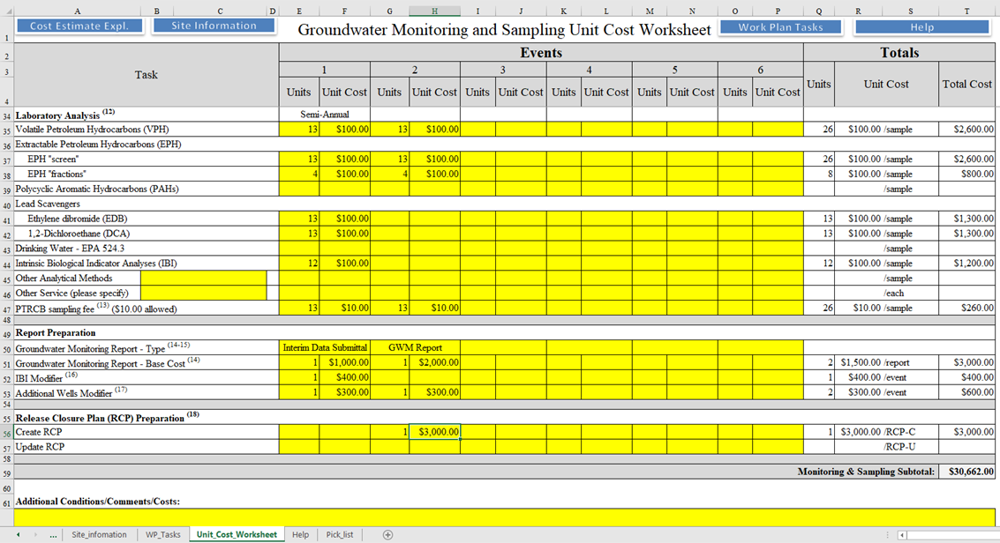 A B C D E F G H I J K L M N O P Q R S T
1 Cost Estimate Expl. Site Information Groundwater Monitoring and Sampling Unit Cost Worksheet Work Plan Tasks Help
2 Task Events Totals
3 1 2 3 4 5 6 Units Unit Cost Total Cost
4 Units Unit Cost Units Unit Cost Units Unit Cost Units Unit Cost Units Unit Cost Units Unit Cost
34 Laboratory Analysis (12) Semi-Annual
35 Volatile Petroleum Hydrocarbons (VPH) 13 $100.00 13 $100.00 26 $100.00 /sample $2,600.00
36 Extractable Petroleum Hydrocarbons (EPH)
37 EPH "screen" 13 $100.00 13 $100.00 26 $100.00 /sample $2,600.00
38 EPH "fractions" 4 $100.00 4 $100.00 8 $100.00 /sample $800.00
39 Polycyclic Aromatic Hydrocarbons (PAHs) /sample
40 Lead Scavengers
41 Ethylene dibromide (EDB) 13 $100.00 13 $100.00 /sample $1,300.00
42 1,2-Dichloroethane (DCA) 13 $100.00 13 $100.00 /sample $1,300.00
43 Drinking Water - EPA 524.3 /sample
44 Intrinsic Biological Indicator Analyses (IBI) 12 $100.00 12 $100.00 /sample $1,200.00
45 Other Analytical Methods /sample
46 Other Service (please specify) /each
47 PTRCB sampling fee (13) ($10.00 allowed) 13 $10.00 13 $10.00 26 $10.00 /sample $260.00
48
49 Report Preparation
50 Groundwater Monitoring Report - Type (14-15) Interim Data Submittal GWM Report
51 Groundwater Monitoring Report - Base Cost (14) 1 $1,000.00 1 $2,000.00 2 $1,500.00 /report $3,000.00
52 IBI Modifier (16) 1 $400.00 1 $400.00 /event $400.00
53 Additional Wells Modifier (17) 1 $300.00 1 $300.00 2 $300.00 /event $600.00
54
55 Release Closure Plan (RCP) Preparation (18)
56 Create RCP 1 $3,000.00 1 $3,000.00 /RCP-C $3,000.00
57 Update RCP /RCP-U
58
59 Monitoring & Sampling Subtotal: $30,662.00
60
61 Additional Conditions/Comments/Costs:
... Site_infomation WP_Tasks Unit_Cost_Worksheet Help Pick_list